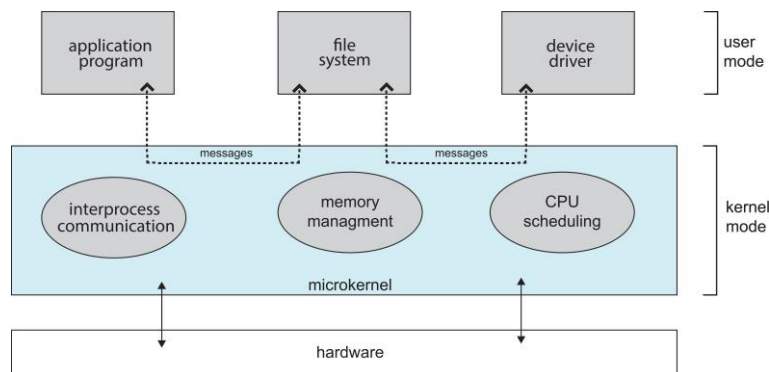 application
program
file
system
device
driver
user
mode
messages
messages
interprocess
communication
memory
managment
CPU
scheduling
kernel
mode
microkernel
hardware